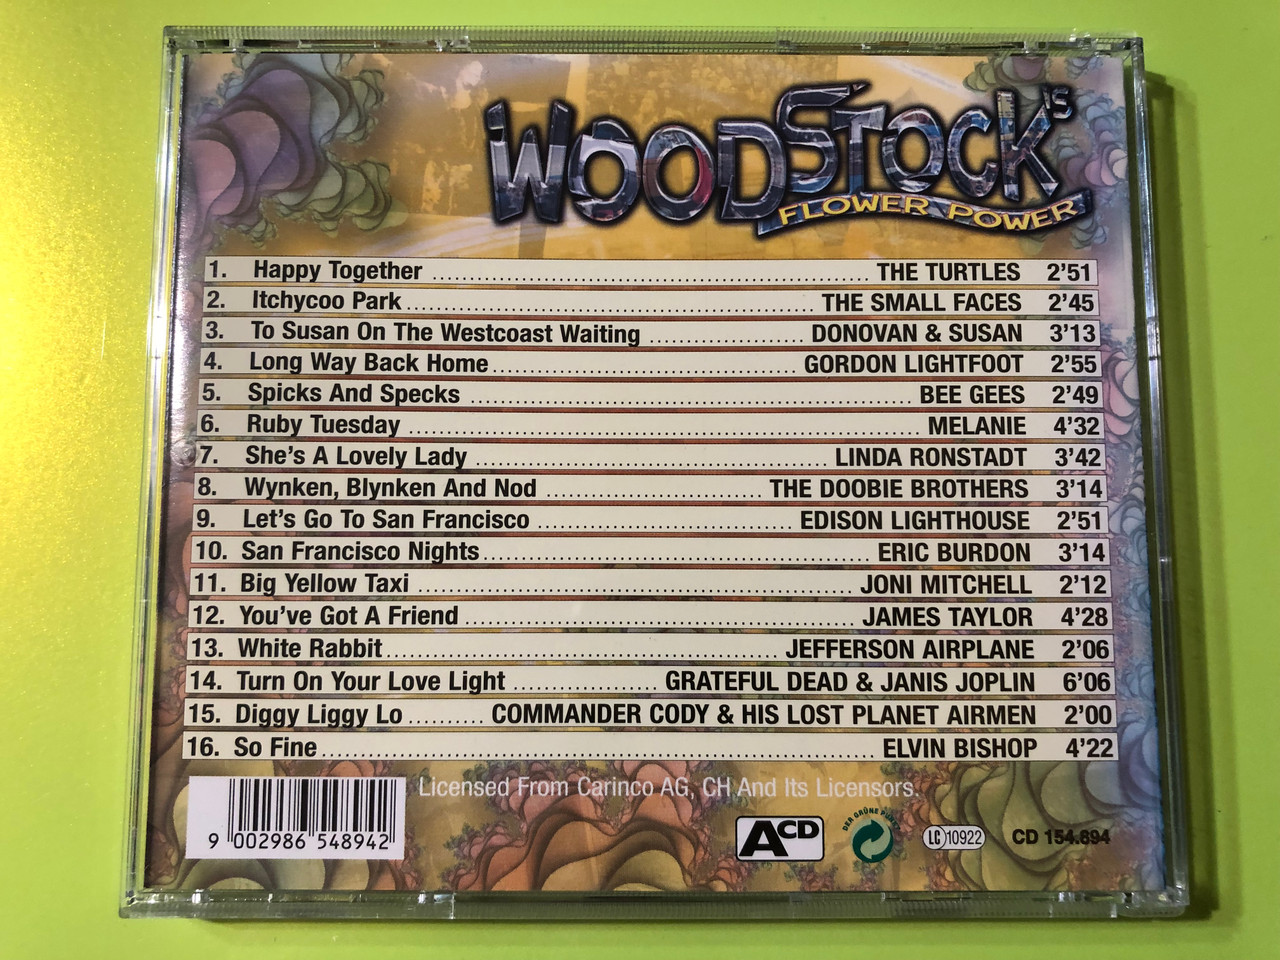 WOODSTOCK'S
FLOWER POWER
1. Happy Together ........ THE TURTLES 2'51
2. Itchycoo Park ........ THE SMALL FACES 2'45
3. To Susan On The Westcoast Waiting ........ DONOVAN & SUSAN 3'13
4. Long Way Back Home ........ GORDON LIGHTFOOT 2'55
5. Spicks And Specks ........ BEE GEES 2'49
6. Ruby Tuesday ........ MELANIE 4'32
7. She's A Lovely Lady ........ LINDA RONSTADT 3'42
8. Wynken, Blynken And Nod ........ THE DOOBIE BROTHERS 3'14
9. Let's Go To San Francisco ........ EDISON LIGHTHOUSE 2'51
10. San Francisco Nights ........ ERIC BURDON 3'14
11. Big Yellow Taxi ........ JONI MITCHELL 2'12
12. You've Got A Friend ........ JAMES TAYLOR 4'28
13. White Rabbit ........ JEFFERSON AIRPLANE 2'06
14. Turn On Your Love Light ........ GRATEFUL DEAD & JANIS JOPLIN 6'06
15. Diggy Liggy Lo ........ COMMANDER CODY & HIS LOST PLANET AIRMEN 2'00
16. So Fine ........ ELVIN BISHOP 4'22
Licensed From Carinco AG, CH And Its Licensors.
9 002986 548942
ACD
DER GRÜNE PUNKT
LC 10922
CD 154.894